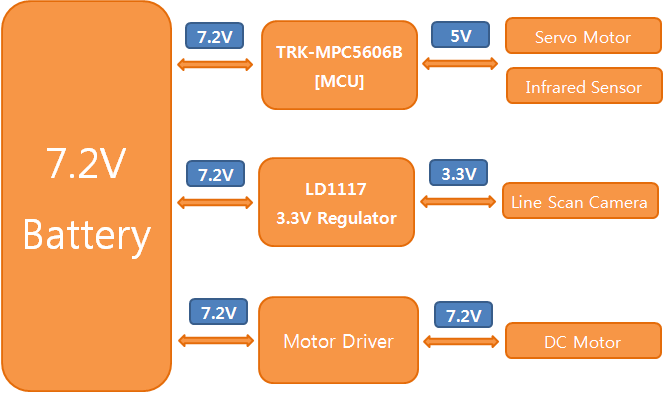 7.2V
Battery
7.2V
TRK-MPC5606B
[MCU]
5V
Servo Motor
Infrared Sensor
7.2V
LD1117
3.3V Regulator
3.3V
Line Scan Camera
7.2V
Motor Driver
7.2V
DC Motor